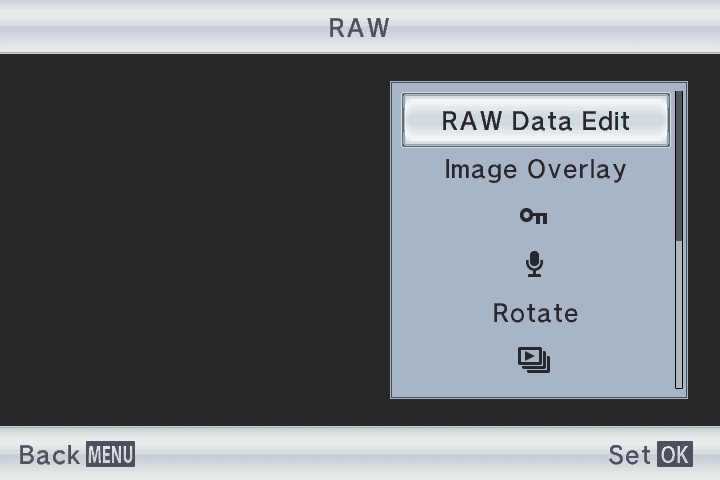 RAW
RAW Data Edit
Image Overlay
Rotate
Back MENU
Set OK